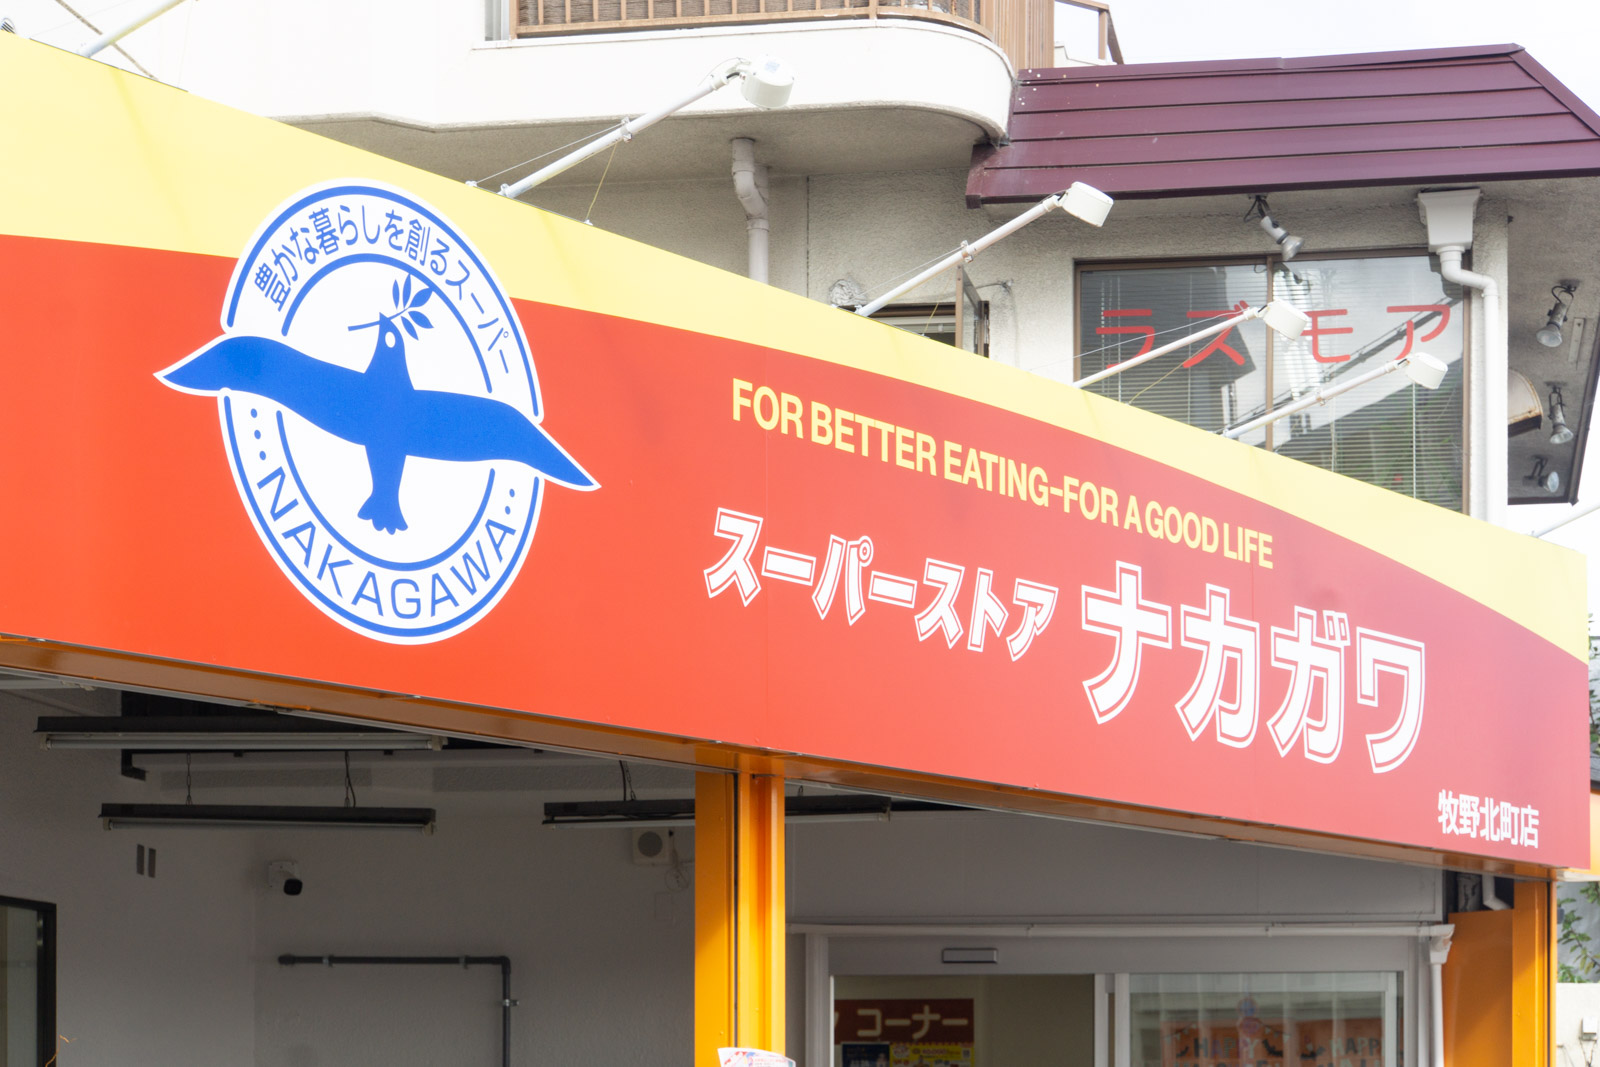 豊かな暮らしを創るスーパー
NAKAGAWA
ラズモア
FOR BETTER EATING-FOR A GOOD LIFE
スーパーストア ナカガワ
牧野北町店
コーナー